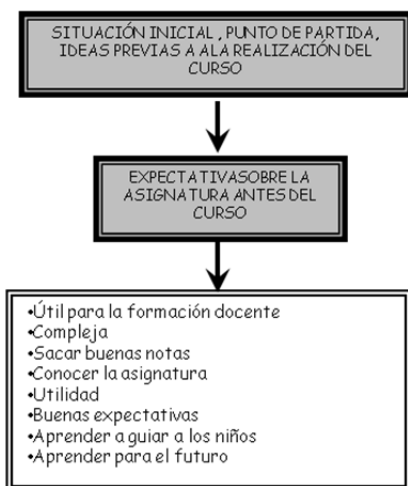 SITUACIÓN INICIAL , PUNTO DE PARTIDA,
IDEAS PREVIAS A ALA REALIZACIÓN DEL
CURSO
EXPECTATIVASOBRE LA
ASIGNATURA ANTES DEL
CURSO
•Útil para la formación docente
•Compleja
•Sacar buenas notas
•Conocer la asignatura
•Utilidad
•Buenas expectativas
•Aprender a guiar a los niños
•Aprender para el futuro